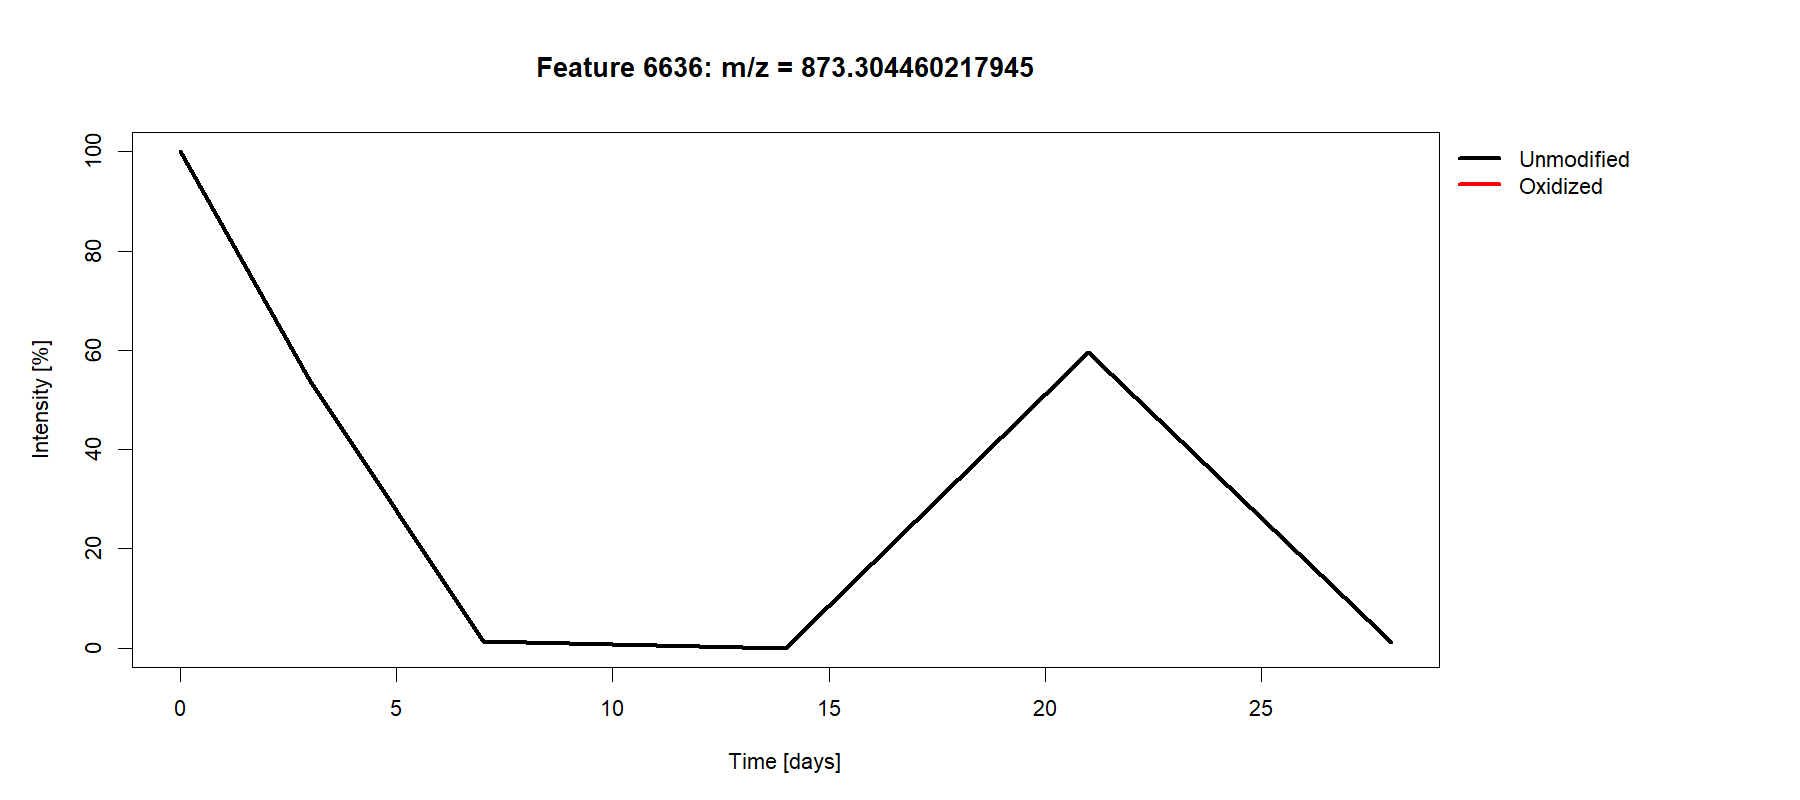 Feature 6636: m/z = 873.304460217945
Unmodified
Oxidized
Intensity [%]
100
80
60
40
20
0
0 5 10 15 20 25
Time [days]